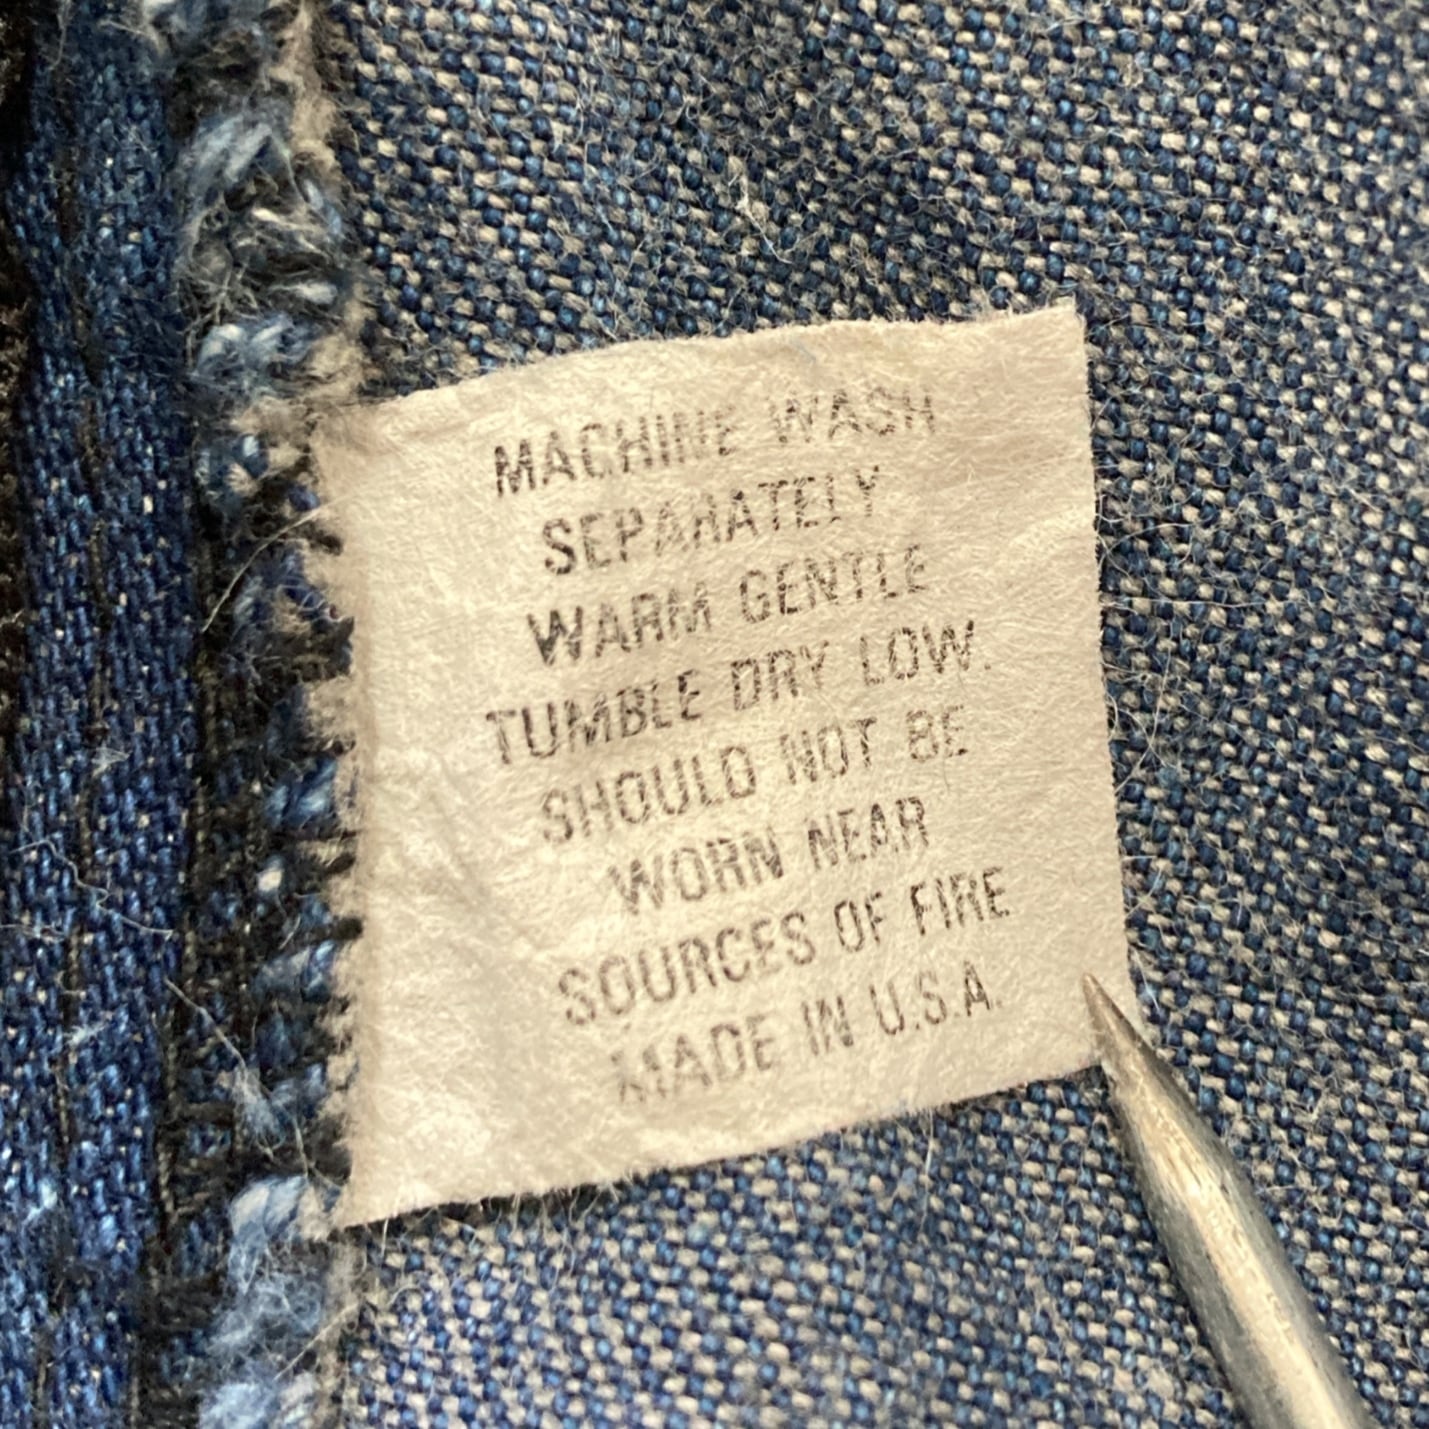 MACHINE WASH
SEPARATELY
WARM GENTLE
TUMBLE DRY LOW.
SHOULD NOT BE
WORN NEAR
SOURCES OF FIRE
MADE IN U.S.A.